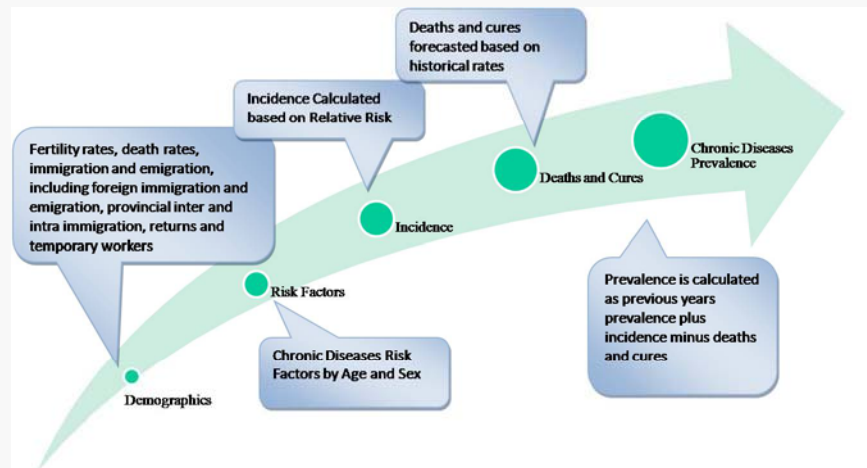 Deaths and cures
forecasted based on
historical rates
Incidence Calculated
based on Relative Risk
Fertility rates, death rates,
immigration and emigration,
including foreign immigration and
emigration, provincial inter and
intra immigration, returns and
temporary workers
Chronic Diseases
Prevalence
Deaths and Cures
Incidence
Risk Factors
Demographics
Chronic Diseases Risk
Factors by Age and Sex
Prevalence is calculated
as previous years
prevalence plus
incidence minus deaths
and cures